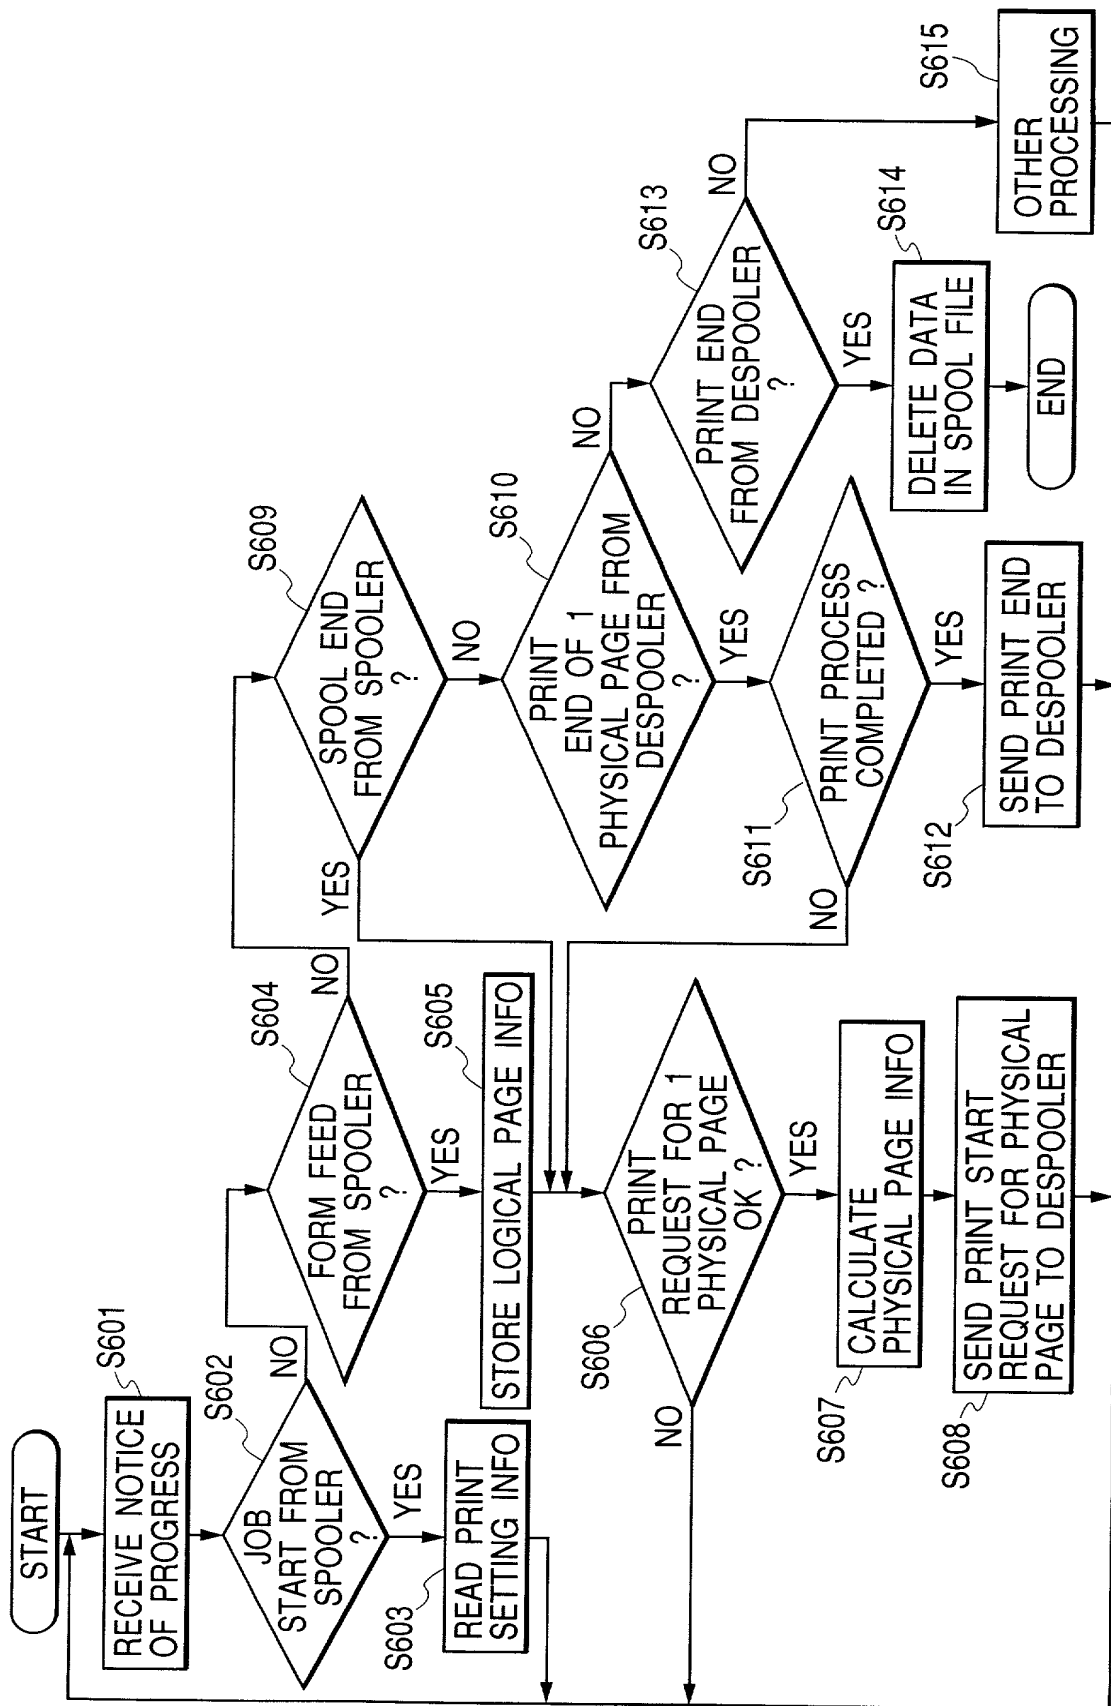 START
S601
RECEIVE NOTICE
OF PROGRESS
S602
JOB
START FROM
SPOOLER
?
NO
YES
S603
READ PRINT
SETTING INFO
S604
FORM FEED
FROM SPOOLER
?
NO
YES
S605
STORE LOGICAL PAGE INFO
S606
PRINT
REQUEST FOR 1
PHYSICAL PAGE
OK ?
NO
YES
S607
CALCULATE
PHYSICAL PAGE INFO
S608
SEND PRINT START
REQUEST FOR PHYSICAL
PAGE TO DESPOOLER
S609
SPOOL END
FROM SPOOLER
?
YES
NO
S610
PRINT
END OF 1
PHYSICAL PAGE FROM
DESPOOLER
?
NO
YES
S611
PRINT PROCESS
COMPLETED ?
NO
YES
S612
SEND PRINT END
TO DESPOOLER
S613
PRINT END
FROM DESPOOLER
?
NO
YES
S614
DELETE DATA
IN SPOOL FILE
END
S615
OTHER
PROCESSING